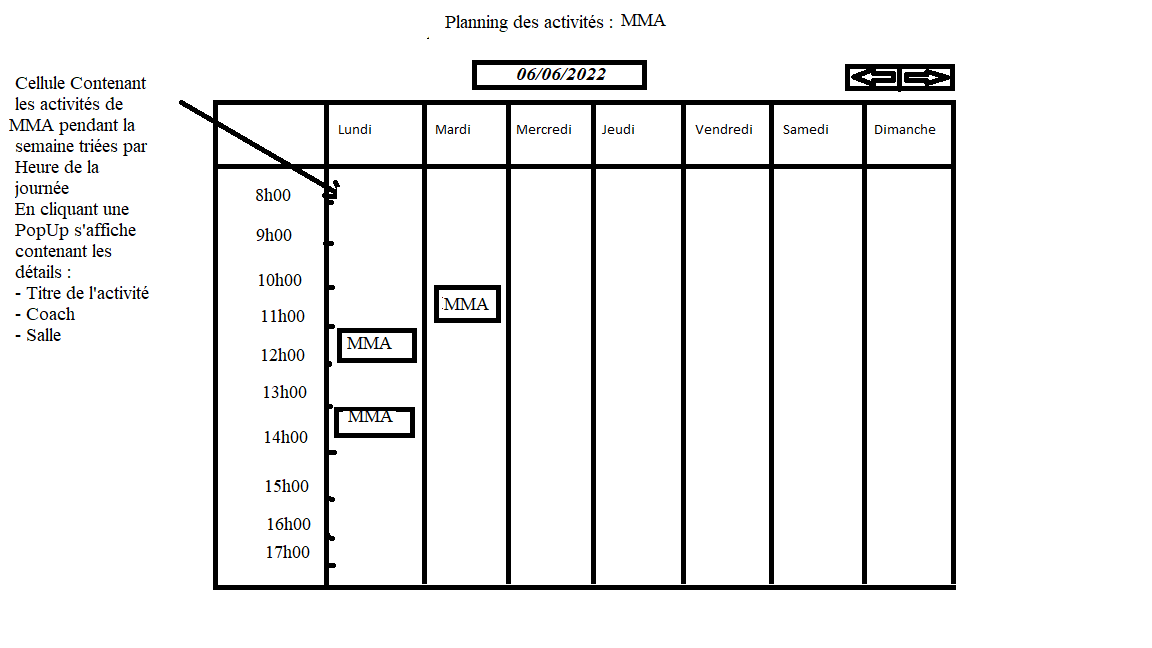 Planning des activités : MMA
06/06/2022
Cellule Contenant
les activités de
MMA pendant la
semaine triées par
Heure de la
journée
En cliquant une
PopUp s'affiche
contenant les
détails :
- Titre de l'activité
- Coach
- Salle
Lundi Mardi Mercredi Jeudi Vendredi Samedi Dimanche
8h00
9h00
10h00
MMA
11h00
MMA
12h00
13h00
MMA
14h00
15h00
16h00
17h00